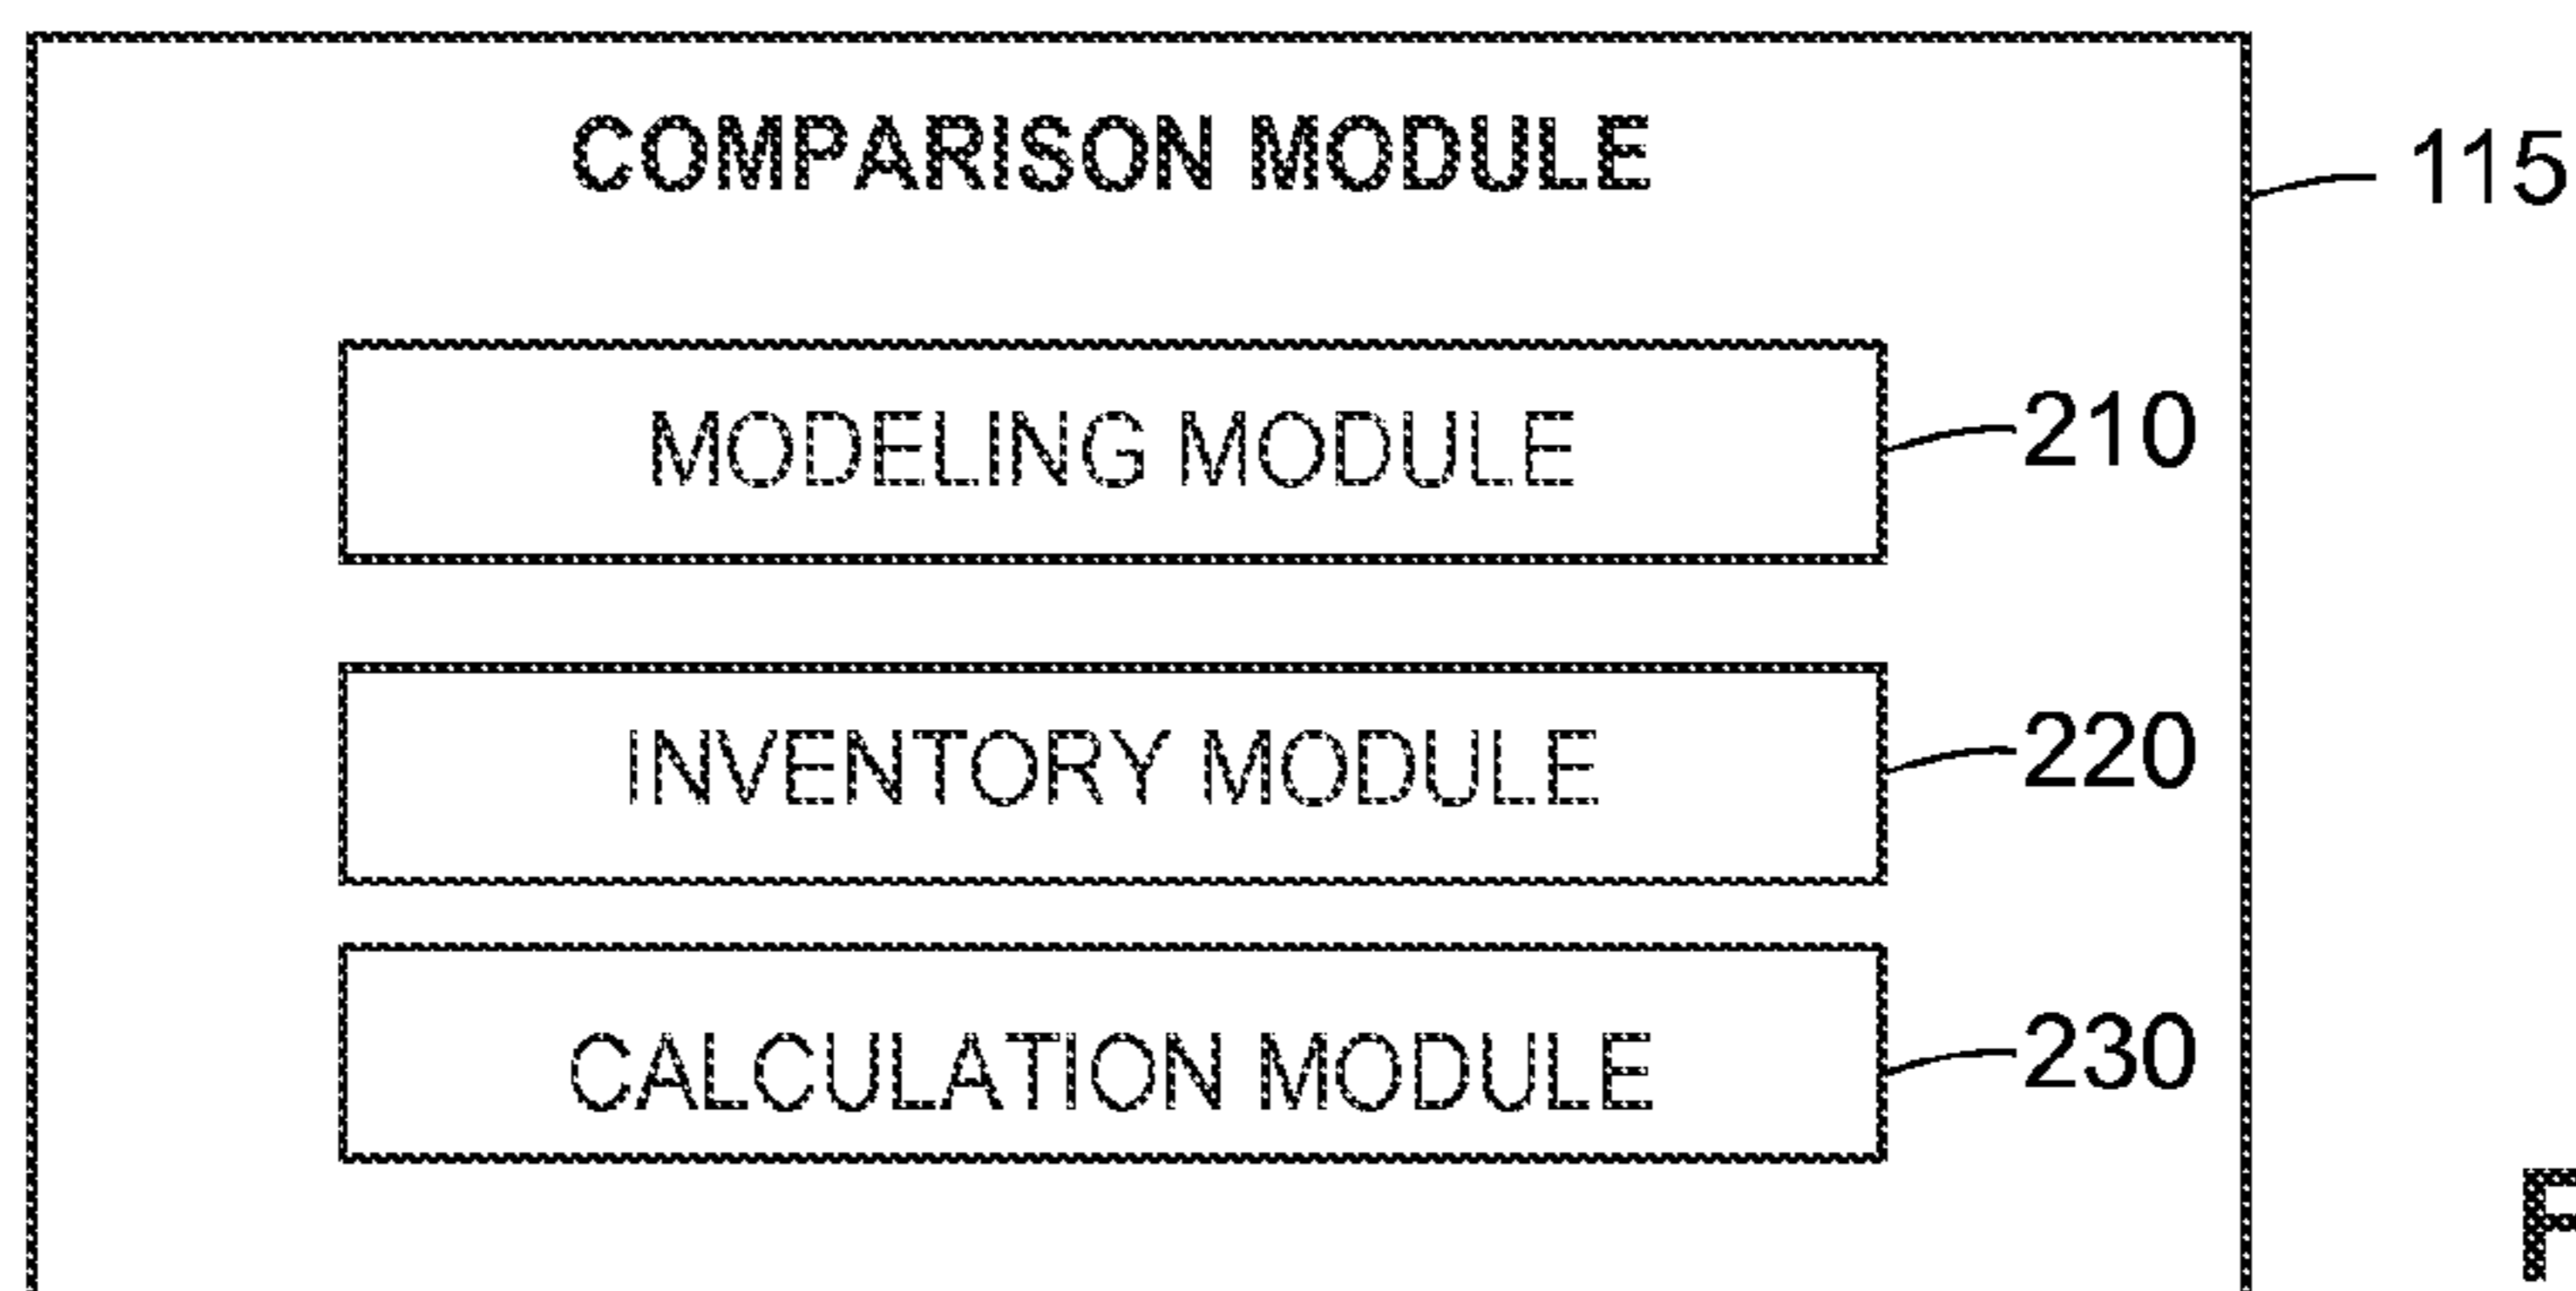 COMPARISON MODULE
115
MODELING MODULE
210
INVENTORY MODULE
220
CALCULATION MODULE
230
F